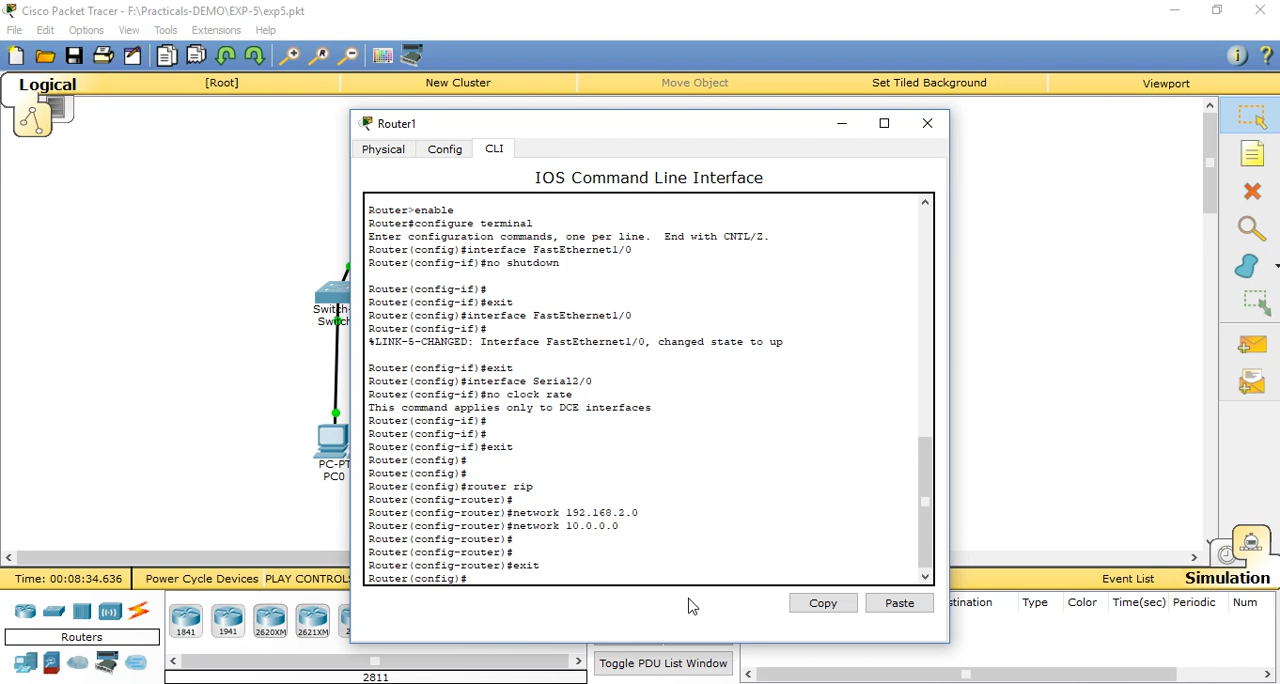 Cisco Packet Tracer - F:\Practicals-DEMO\EXP-5\exp5.pkt
File Edit Options View Tools Extensions Help
Logical [Root] New Cluster Move Object Set Tiled Background Viewport
Router1
Physical Config CLI
IOS Command Line Interface
Router>enable
Router#configure terminal
Enter configuration commands, one per line.  End with CNTL/Z.
Router(config)#interface FastEthernet1/0
Router(config-if)#no shutdown
Router(config-if)#
Router(config-if)#exit
Router(config)#interface FastEthernet1/0
Router(config-if)#
%LINK-5-CHANGED: Interface FastEthernet1/0, changed state to up
Router(config-if)#exit
Router(config)#interface Serial2/0
Router(config-if)#no clock rate
This command applies only to DCE interfaces
Router(config-if)#
Router(config-if)#
Router(config-if)#exit
Router(config)#
Router(config)#
Router(config)#router rip
Router(config-router)#
Router(config-router)#network 192.168.2.0
Router(config-router)#network 10.0.0.0
Router(config-router)#
Router(config-router)#
Router(config-router)#exit
Router(config)#
Copy Paste
Switch-
Switch
PC-PT
PC0
Time: 00:08:34.636 Power Cycle Devices PLAY CONTROL Event List Simulation
stination Type Color Time(sec) Periodic Num
Routers
1841 1941 2620XM 2621XM
2811
Toggle PDU List Window